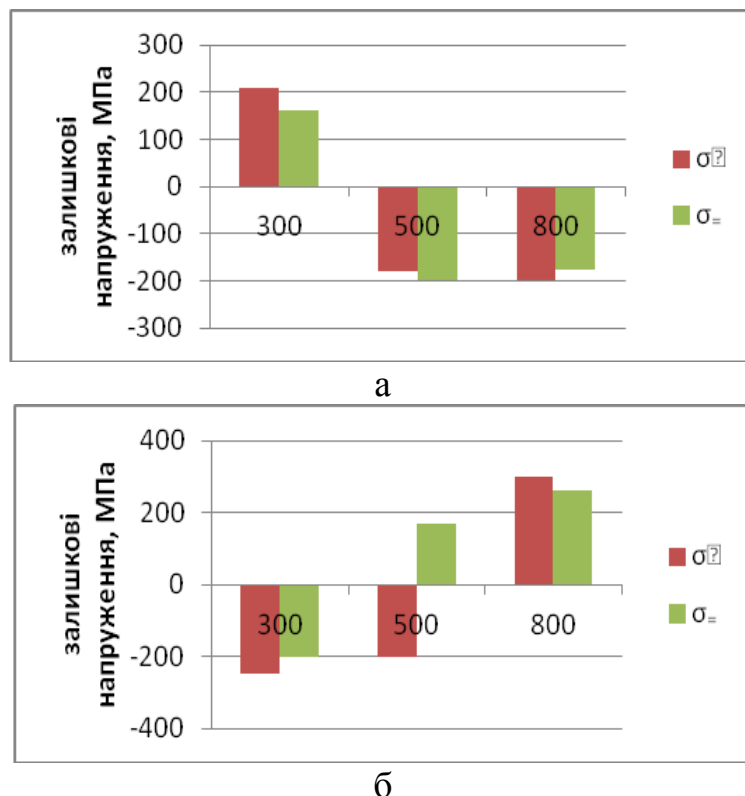 залишкові
напруження, МПа
300
200
100
0
-100
-200
-300
300 500 800
σ⍰
σ=
а
залишкові
напруження, МПа
400
200
0
-200
-400
300 500 800
σ⍰
σ=
б